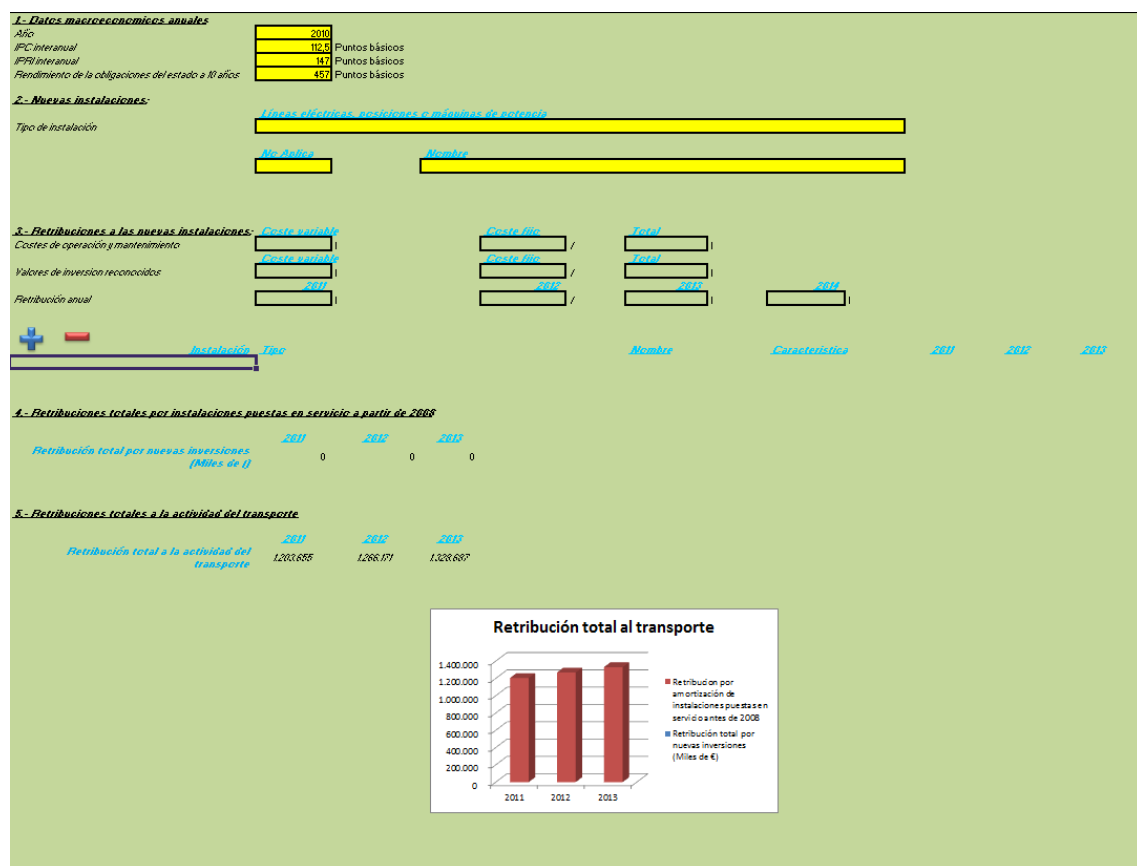 1.- Datos macroeconomicos anuales
Año 2010
IPC interanual 112,5 Puntos básicos
IPRI interanual 147 Puntos básicos
Rendimiento de la obligaciones del estado a 10 años 457 Puntos básicos
2.- Nuevas instalaciones:
Líneas eléctricas, posiciones o máquinas de potencia
Tipo de instalación
No Aplica Nombre
3.- Retribuciones a las nuevas instalaciones: Coste variable Coste fijo Total
Costes de operación y mantenimiento / / /
Coste variable Coste fijo Total
Valores de inversion reconocidos / / /
2011 2012 2013 2014
Retribución anual / / / /
Instalación Tipo Nombre Característica 2011 2012 2013
4.- Retribuciones totales por instalaciones puestas en servicio a partir de 2008
2011 2012 2013
Retribución total por nuevas inversiones
(Miles de 0 0 0
5.- Retribuciones totales a la actividad del transporte
2011 2012 2013
Retribución total a la actividad del
transporte 1.203.655 1.266.171 1.328.687
Retribución total al transporte
1.400.000
1.200.000
1.000.000
800.000
600.000
400.000
200.000
0
2011 2012 2013
Retribucion por
amortización de
instalaciones puestas en
servicio antes de 2008
Retribución total por
nuevas inversiones
(Miles de €)